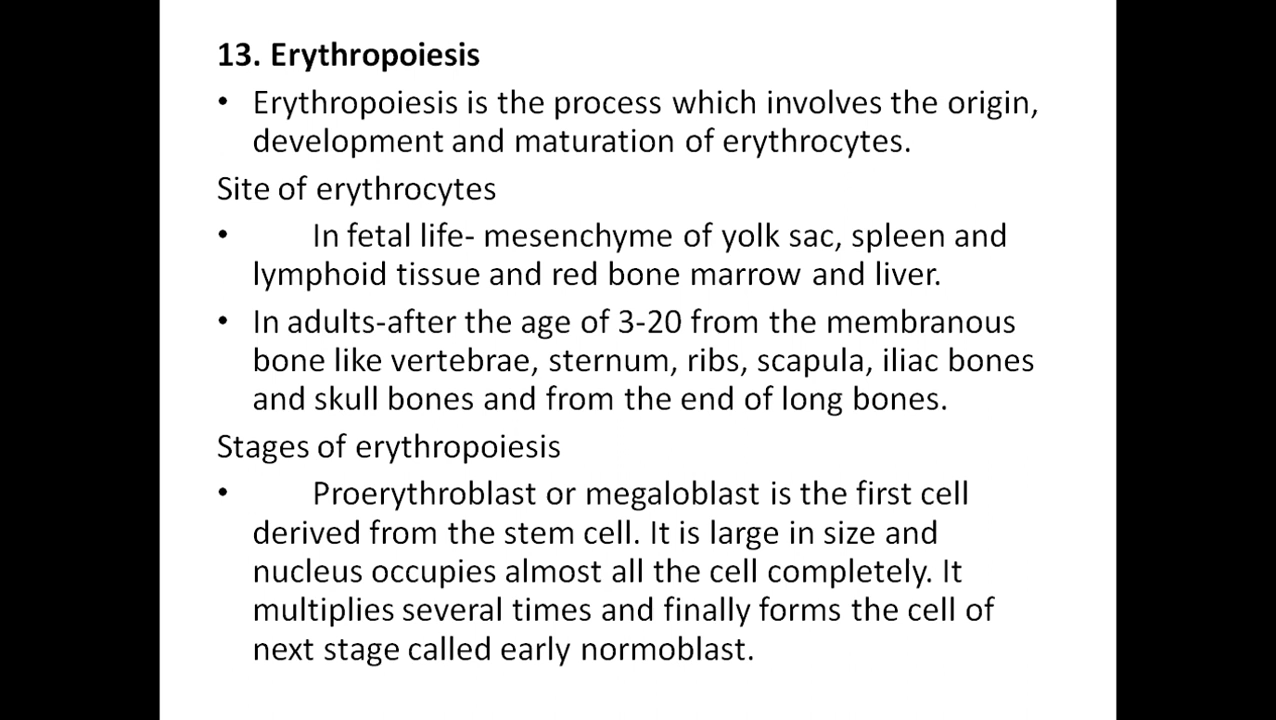 13. Erythropoiesis
• Erythropoiesis is the process which involves the origin,
development and maturation of erythrocytes.
Site of erythrocytes
• In fetal life- mesenchyme of yolk sac, spleen and
lymphoid tissue and red bone marrow and liver.
• In adults-after the age of 3-20 from the membranous
bone like vertebrae, sternum, ribs, scapula, iliac bones
and skull bones and from the end of long bones.
Stages of erythropoiesis
• Proerythroblast or megaloblast is the first cell
derived from the stem cell. It is large in size and
nucleus occupies almost all the cell completely. It
multiplies several times and finally forms the cell of
next stage called early normoblast.